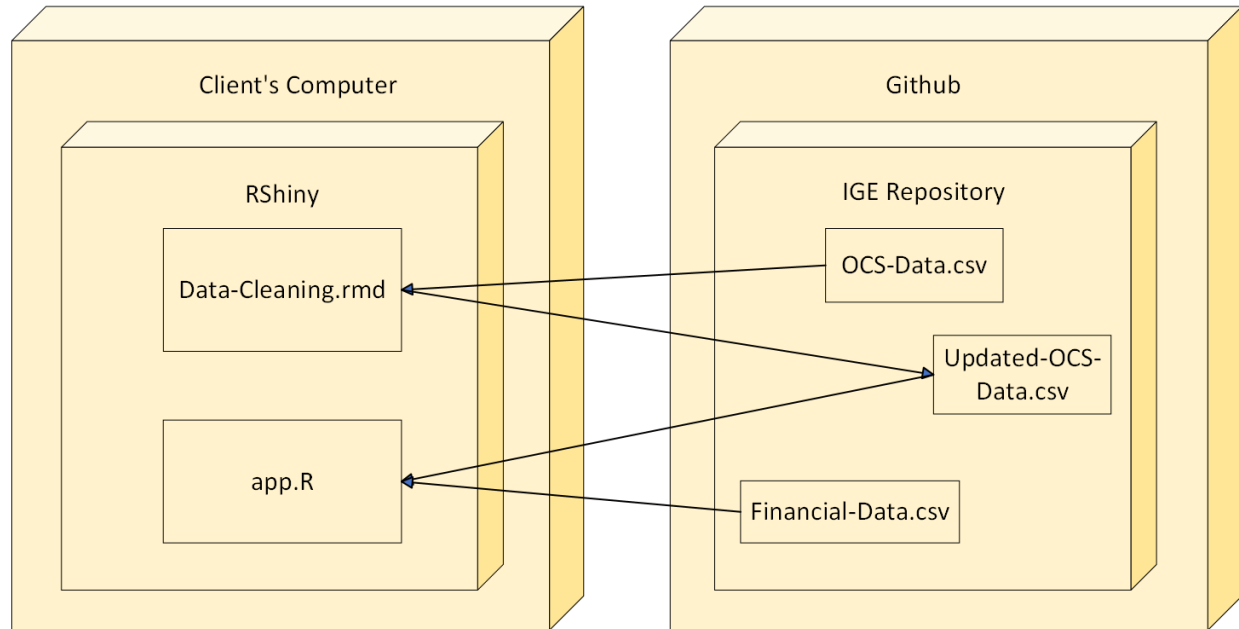 Client's Computer
RShiny
Data-Cleaning.rmd
app.R
Github
IGE Repository
OCS-Data.csv
Updated-OCS-
Data.csv
Financial-Data.csv